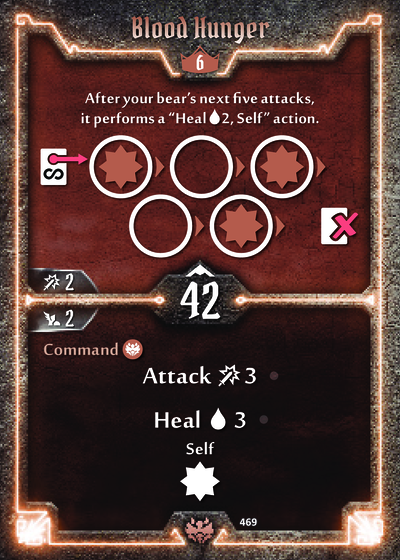 Blood Hunger
6
After your bear's next five attacks,
it performs a “Heal 2, Self” action.
S
2
42
2
Command
Attack 3
Heal 3
Self
469